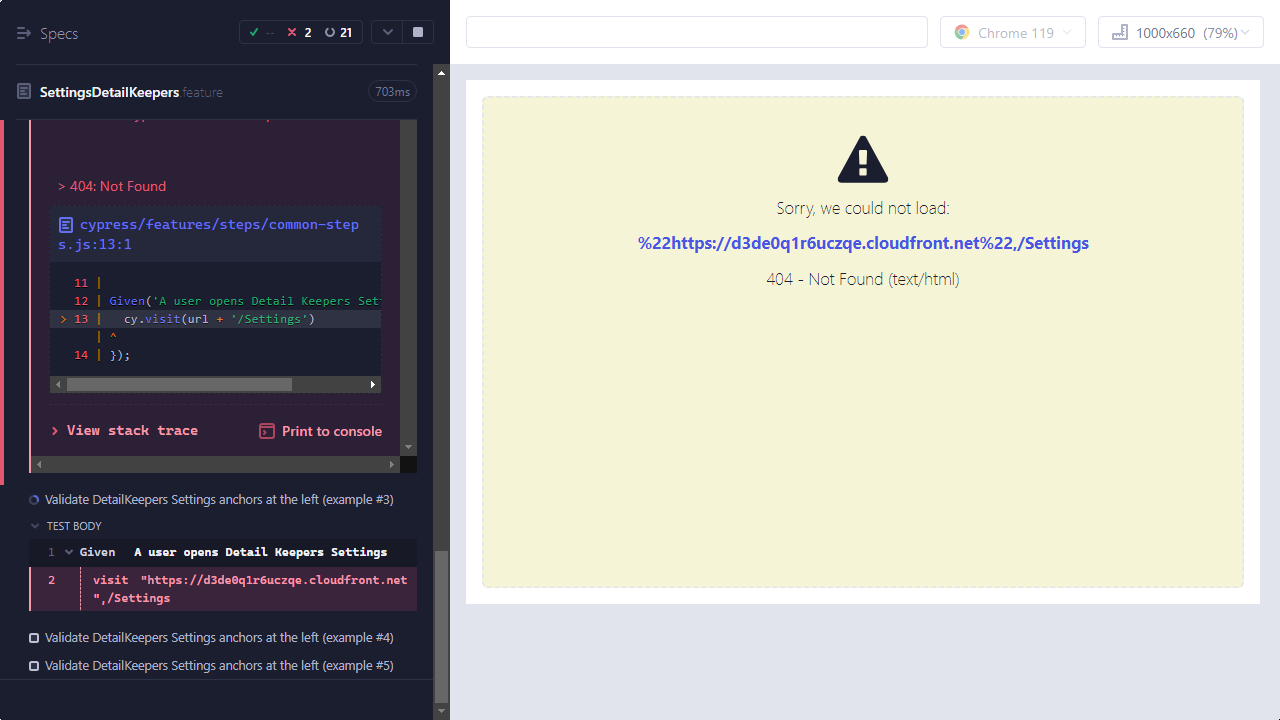 Specs
-- 2 21
Chrome 119
1000x660 (79%)
SettingsDetailKeepers feature
703ms
> 404: Not Found
cypress/features/steps/common-step
s.js:13:1
11 |
12 | Given('A user opens Detail Keepers Set
> 13 | cy.visit(url + '/Settings')
| ^
14 | });
View stack trace
Print to console
Validate DetailKeepers Settings anchors at the left (example #3)
TEST BODY
1 Given A user opens Detail Keepers Settings
2 visit "https://d3de0q1r6uczqe.cloudfront.net
",/Settings
Validate DetailKeepers Settings anchors at the left (example #4)
Validate DetailKeepers Settings anchors at the left (example #5)
Sorry, we could not load:
%22https://d3de0q1r6uczqe.cloudfront.net%22,/Settings
404 - Not Found (text/html)